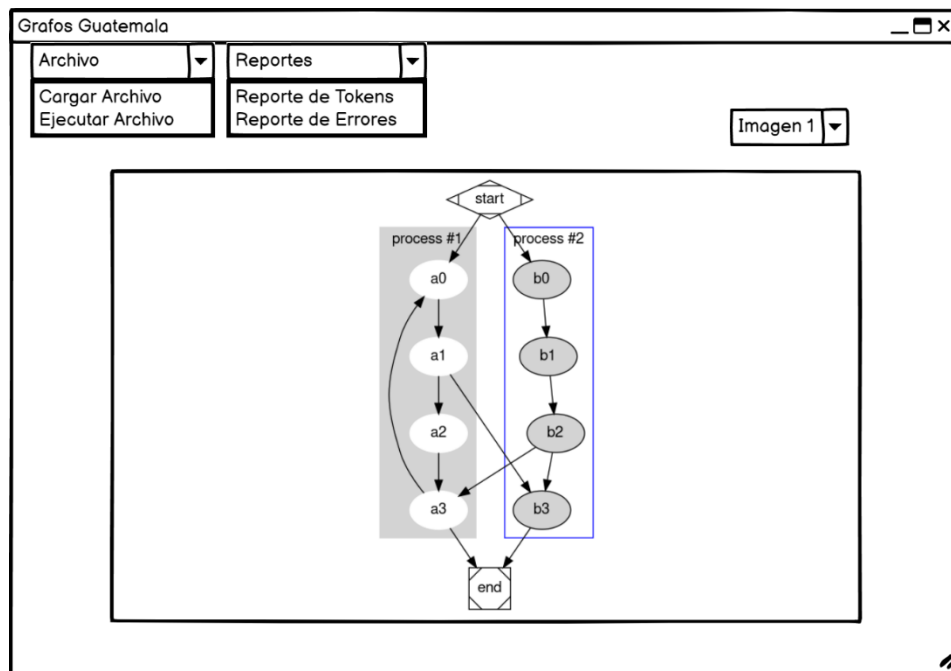 Grafos Guatemala
Archivo
Reportes
Cargar Archivo
Ejecutar Archivo
Reporte de Tokens
Reporte de Errores
Imagen 1
start
process #1
process #2
a0
b0
a1
b1
a2
b2
a3
b3
end